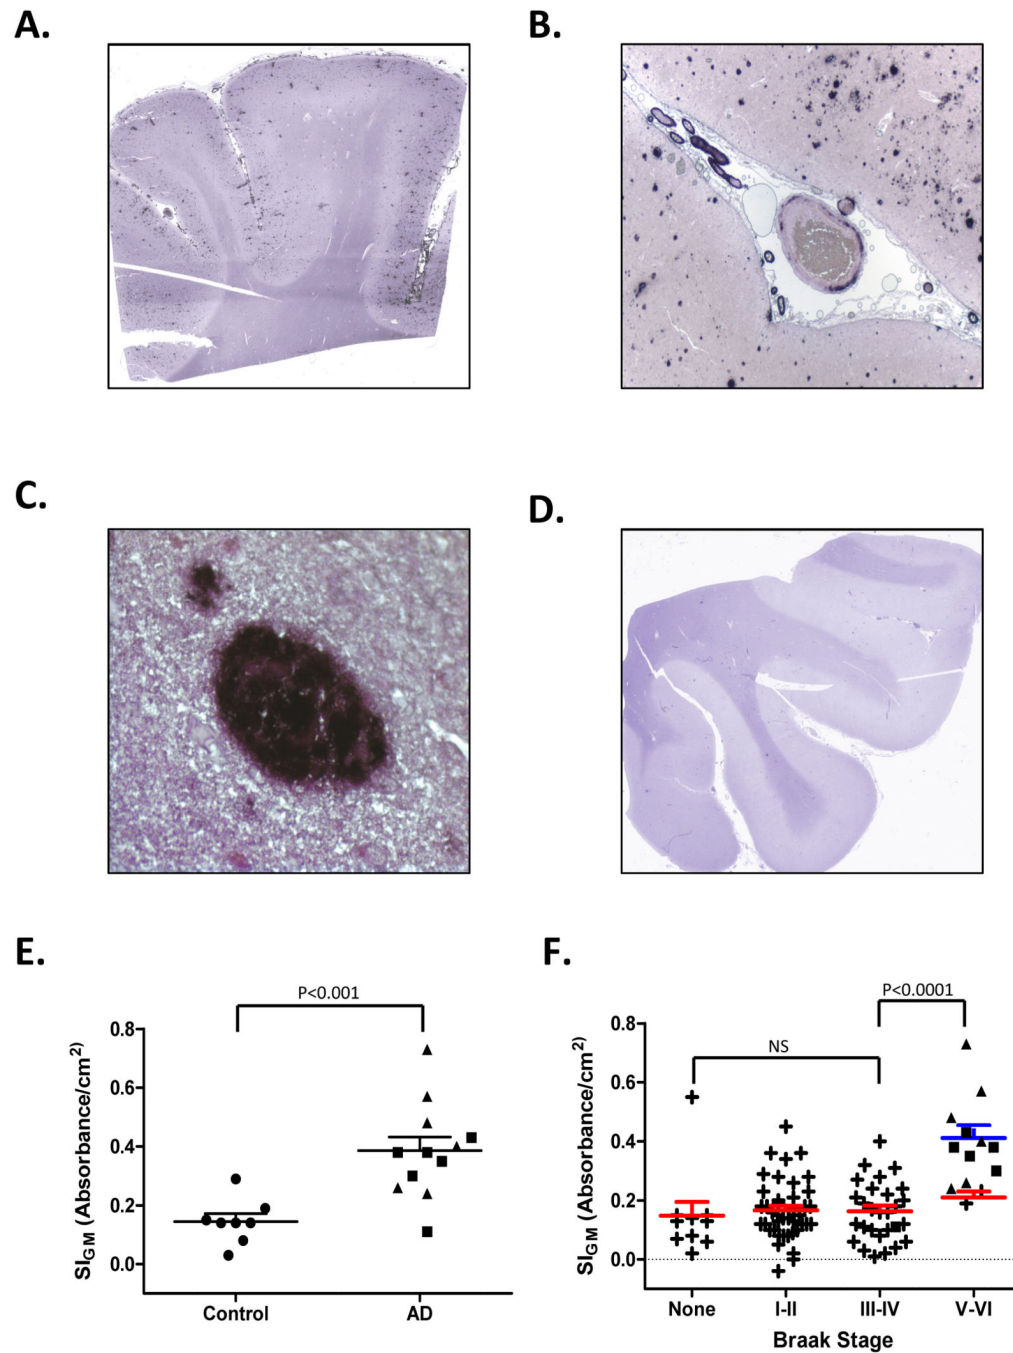 A.
B.
C.
D.
E.
P<0.001
SI_GM (Absorbance/cm²)
0.8
0.6
0.4
0.2
0.0
Control
AD
F.
P<0.0001
NS
SI_GM (Absorbance/cm²)
0.8
0.6
0.4
0.2
0.0
None
I-II
III-IV
V-VI
Braak Stage